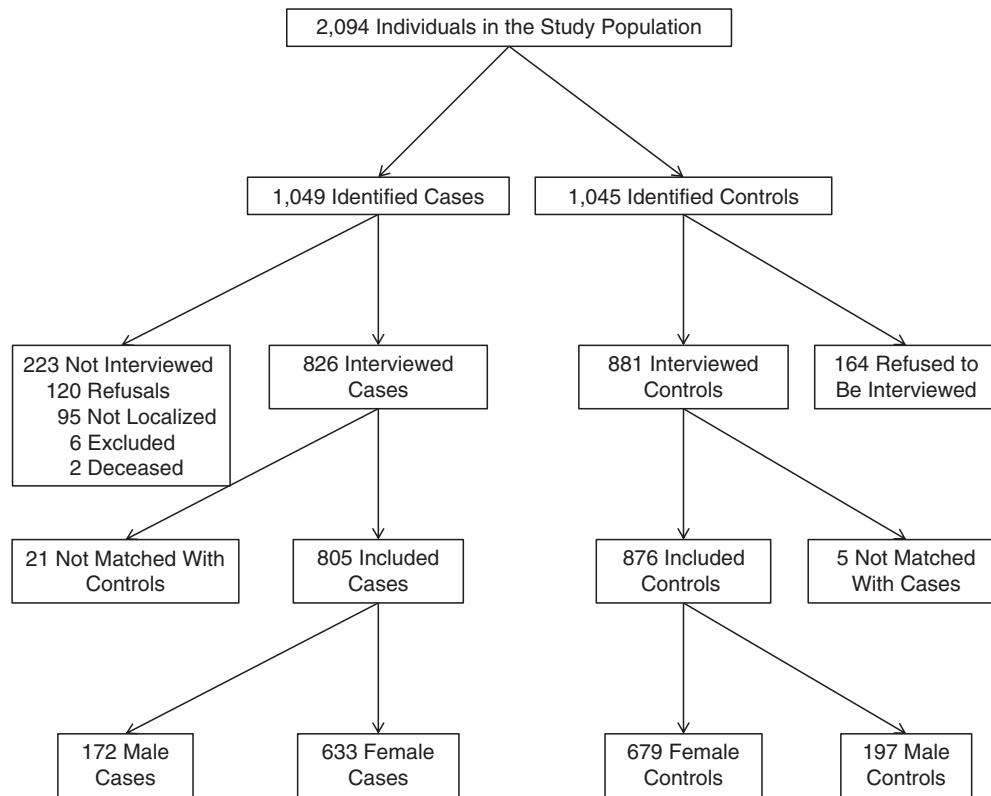 2,094 Individuals in the Study Population
1,049 Identified Cases
1,045 Identified Controls
223 Not Interviewed
120 Refusals
95 Not Localized
6 Excluded
2 Deceased
826 Interviewed
Cases
881 Interviewed
Controls
164 Refused to
Be Interviewed
21 Not Matched With
Controls
805 Included
Cases
876 Included
Controls
5 Not Matched
With Cases
172 Male
Cases
633 Female
Cases
679 Female
Controls
197 Male
Controls